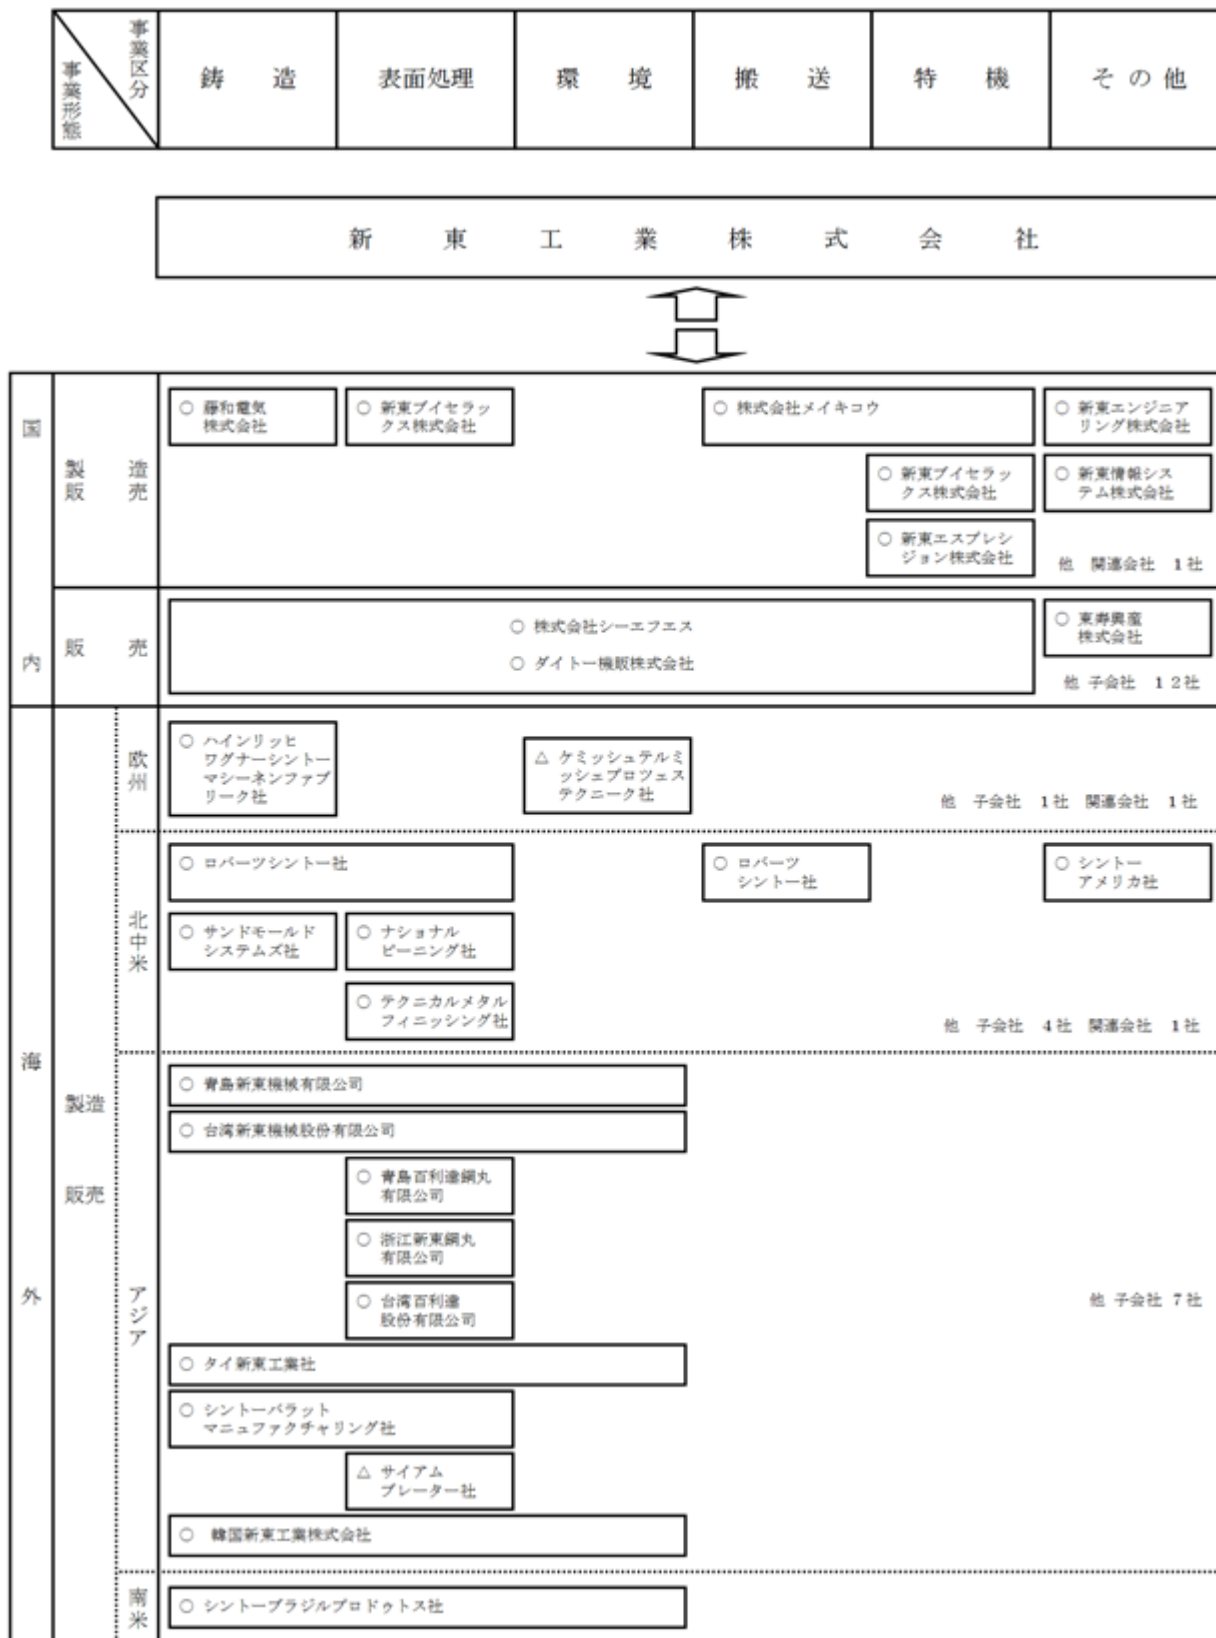 事業区分
事業形態
鋳造
表面処理
環境
搬送
特機
その他
新東工業株式会社
国内
製造
販売
○ 藤和電気
株式会社
○ 新東ブイセラッ
クス株式会社
○ 株式会社メイキコウ
○ 新東エンジニア
リング株式会社
○ 新東ブイセラッ
クス株式会社
○ 新東情報シス
テム株式会社
○ 新東エスプレシ
ジョン株式会社
他 関連会社 1社
販売
○ 株式会社シーエフエス
○ ダイトー機販株式会社
○ 東寿興産
株式会社
他 子会社 12社
海外
製造
販売
欧州
○ ハインリッヒ
ワグナーシントー
マシーネンファブ
リーク社
△ ケミッシュテルミ
ッシェプロツェス
テクニーク社
他 子会社 1社 関連会社 1社
北中米
○ ロバーツシントー社
○ ロバーツ
シントー社
○ シントー
アメリカ社
○ サンドモールド
システムズ社
○ ナショナル
ピーニング社
○ テクニカルメタル
フィニッシング社
他 子会社 4社 関連会社 1社
アジア
○ 青島新東機械有限公司
○ 台湾新東機械股份有限公司
○ 青島百利達鋼丸
有限公司
○ 浙江新東鋼丸
有限公司
○ 台湾百利達
股份有限公司
他 子会社 7社
○ タイ新東工業社
○ シントーバラット
マニュファクチャリング社
△ サイアム
ブレーター社
○ 韓国新東工業株式会社
南米
○ シントーブラジルプロドゥトス社